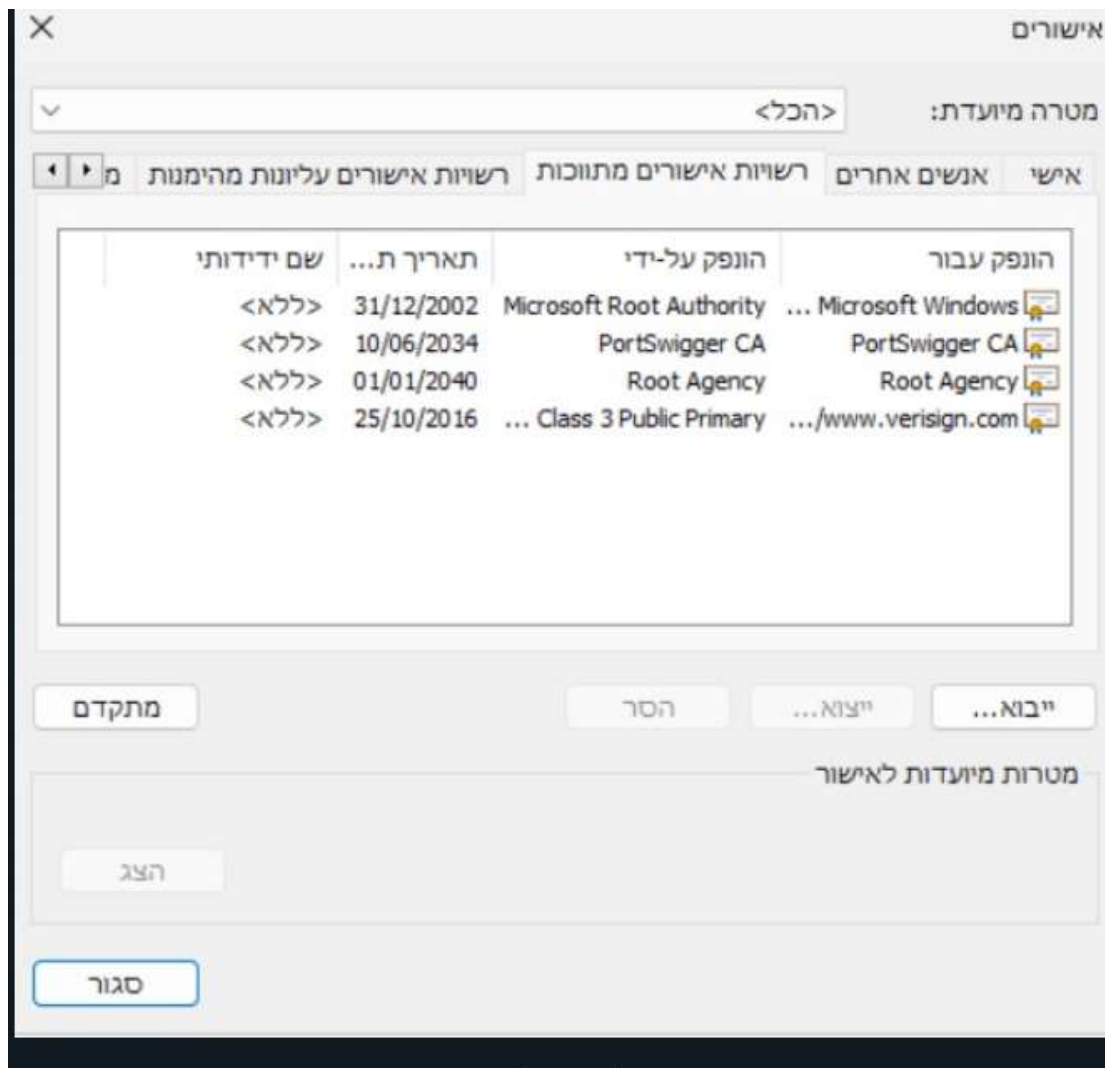 אישורים
מטרה מיועדת: <הכל>
אישי אנשים אחרים רשויות אישורים מתווכות רשויות אישורים עליונות מהימנות מ
הונפק עבור הונפק על-ידי תאריך ת... שם ידידותי
Microsoft Windows ... Microsoft Root Authority 31/12/2002 <ללא>
PortSwigger CA PortSwigger CA 10/06/2034 <ללא>
Root Agency Root Agency 01/01/2040 <ללא>
www.verisign.com/... Class 3 Public Primary ... 25/10/2016 <ללא>
ייבוא... ייצוא... הסר מתקדם
מטרות מיועדות לאישור
הצג
סגור